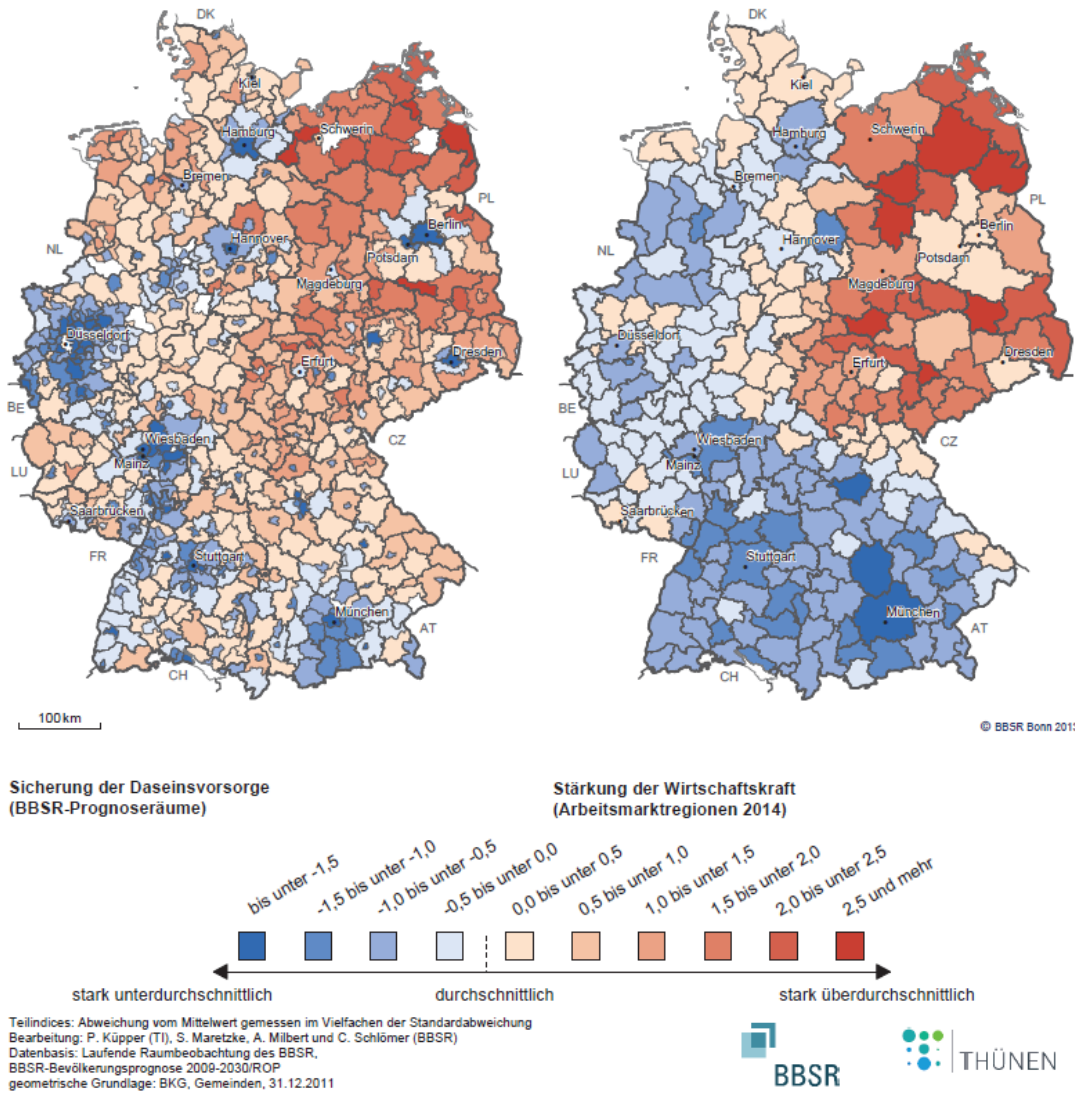 DK
Kiel
Hamburg
Schwerin
Bremen
PL
Berlin
NL
Hannover
Potsdam
Magdeburg
Düsseldorf
Erfurt
Dresden
BE
Wiesbaden
CZ
LU
Mainz
Saarbrücken
FR
Stuttgart
München
AT
CH
100 km
DK
Kiel
Hamburg
Schwerin
Bremen
PL
Berlin
NL
Hannover
Potsdam
Magdeburg
Düsseldorf
Erfurt
Dresden
BE
Wiesbaden
CZ
LU
Mainz
Saarbrücken
FR
Stuttgart
München
AT
CH
© BBSR Bonn 2013
Sicherung der Daseinsvorsorge
(BBSR-Prognoseräume)
Stärkung der Wirtschaftskraft
(Arbeitsmarktregionen 2014)
bis unter -1,5
-1,5 bis unter -1,0
-1,0 bis unter -0,5
-0,5 bis unter 0,0
0,0 bis unter 0,5
0,5 bis unter 1,0
1,0 bis unter 1,5
1,5 bis unter 2,0
2,0 bis unter 2,5
2,5 und mehr
stark unterdurchschnittlich
durchschnittlich
stark überdurchschnittlich
Teilindices: Abweichung vom Mittelwert gemessen im Vielfachen der Standardabweichung
Bearbeitung: P. Küpper (TI), S. Maretzke, A. Milbert und C. Schlömer (BBSR)
Datenbasis: Laufende Raumbeobachtung des BBSR,
BBSR-Bevölkerungsprognose 2009-2030/ROP
geometrische Grundlage: BKG, Gemeinden, 31.12.2011
BBSR
THÜNEN